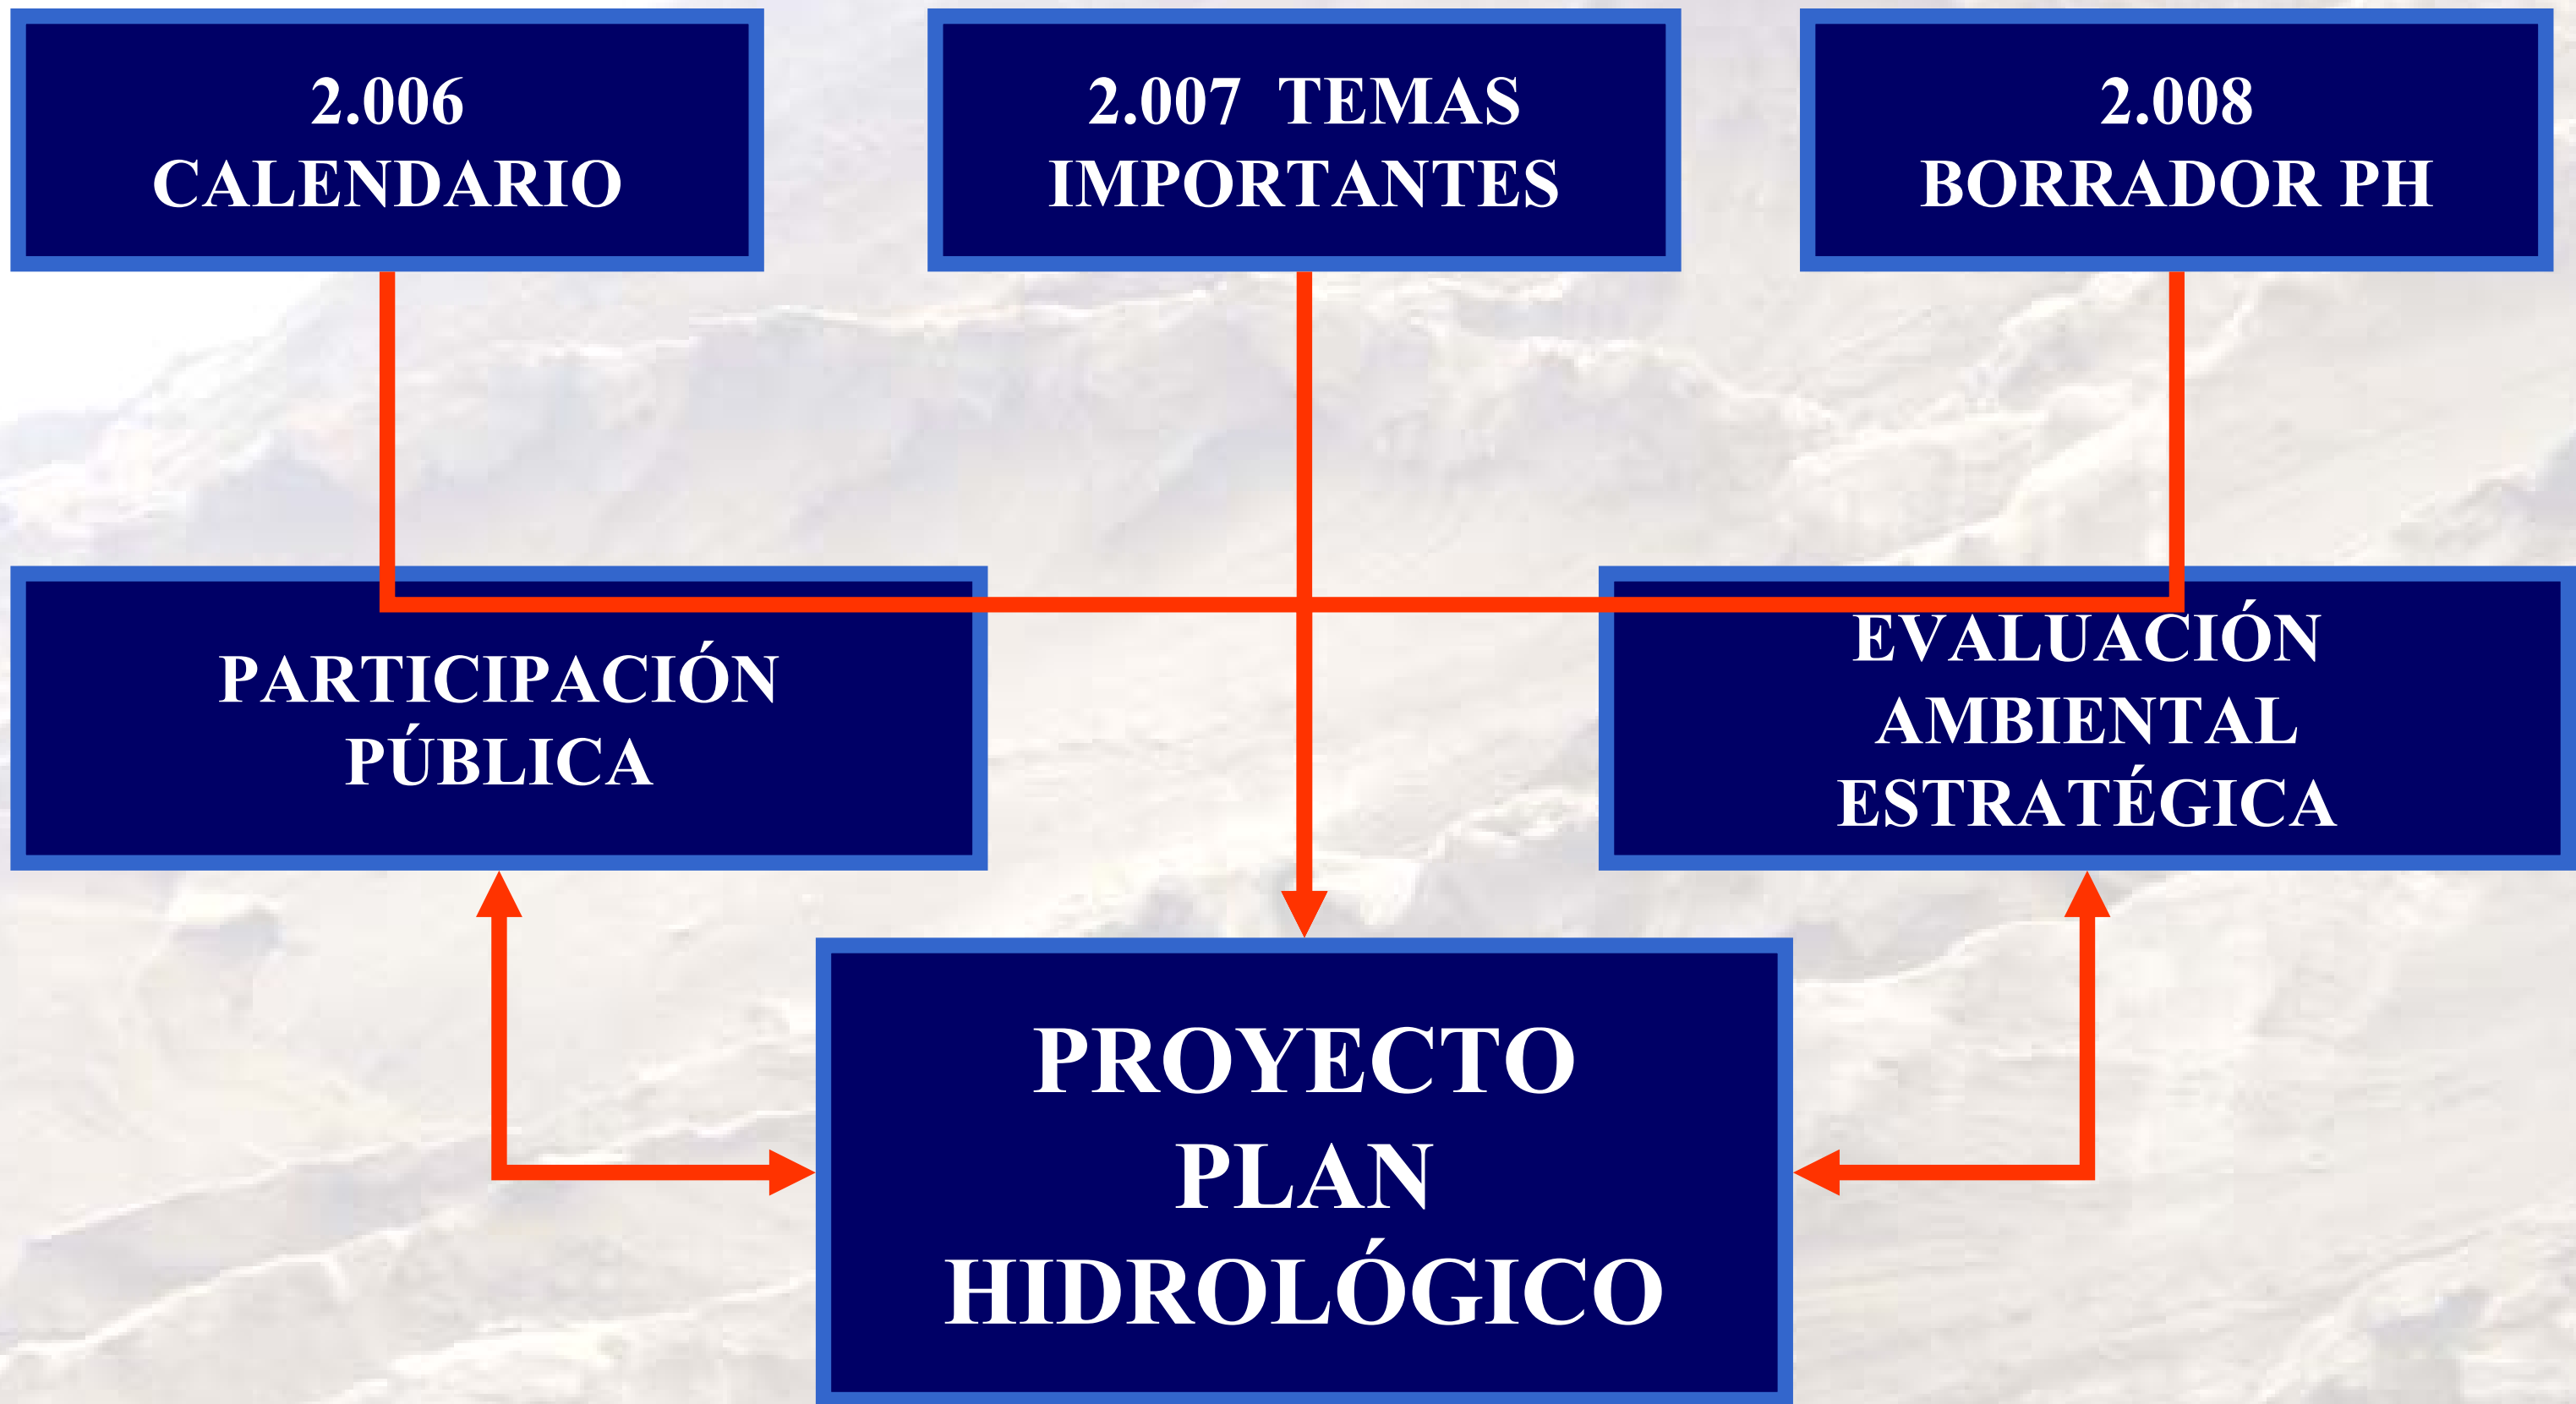 2.006
CALENDARIO
2.007 TEMAS
IMPORTANTES
2.008
BORRADOR PH
PARTICIPACIÓN
PÚBLICA
EVALUACIÓN
AMBIENTAL
ESTRATÉGICA
PROYECTO
PLAN
HIDROLÓGICO